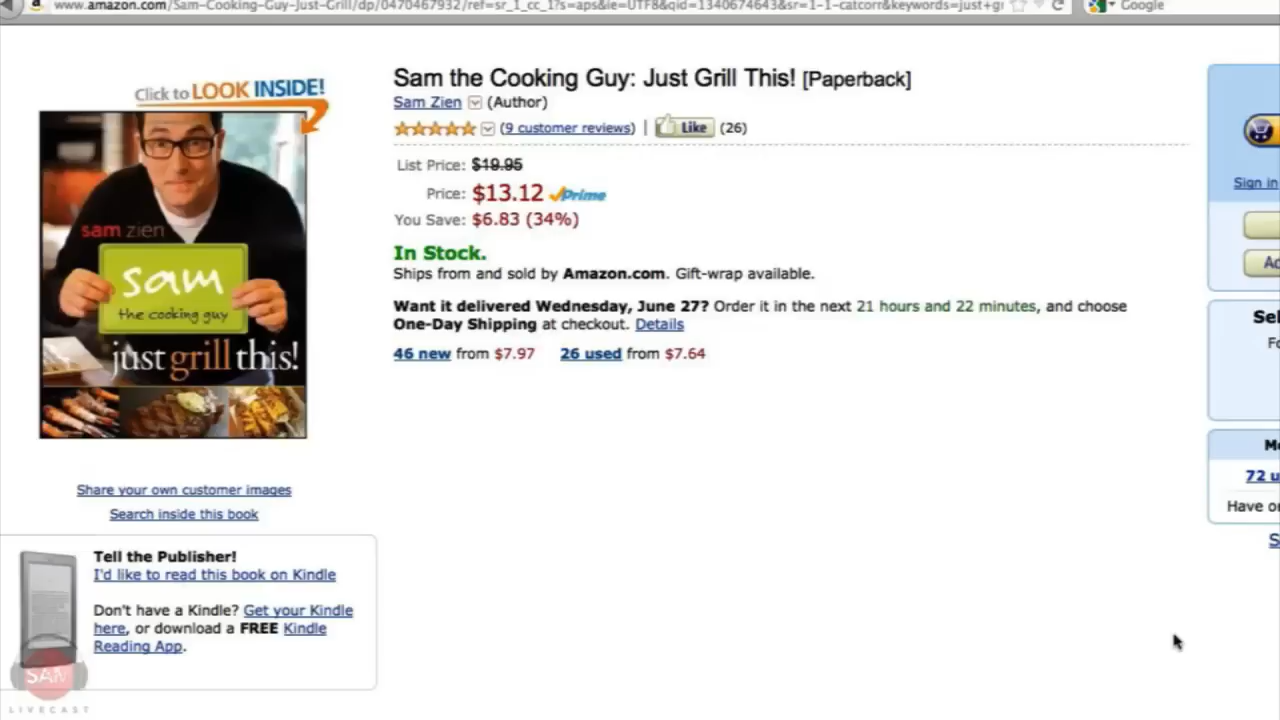 www.amazon.com/Sam-Cooking-Guy-Just-Grill/dp/0470467932/ref=sr_1_cc_1?s=aps&ie=UTF8&qid=1340674643&sr=1-1-catcorr&keywords=just+gr
Google
Click to LOOK INSIDE!
sam zien
sam
the cooking guy
just grill this!
Share your own customer images
Search inside this book
Tell the Publisher!
I'd like to read this book on Kindle
Don't have a Kindle? Get your Kindle
here, or download a FREE Kindle
Reading App.
SAM
LIVECAST
Sam the Cooking Guy: Just Grill This! [Paperback]
Sam Zien (Author)
(9 customer reviews) | Like (26)
List Price: $19.95
Price: $13.12 Prime
You Save: $6.83 (34%)
In Stock.
Ships from and sold by Amazon.com. Gift-wrap available.
Want it delivered Wednesday, June 27? Order it in the next 21 hours and 22 minutes, and choose
One-Day Shipping at checkout. Details
46 new from $7.97 26 used from $7.64
Sign in
72 u
Have